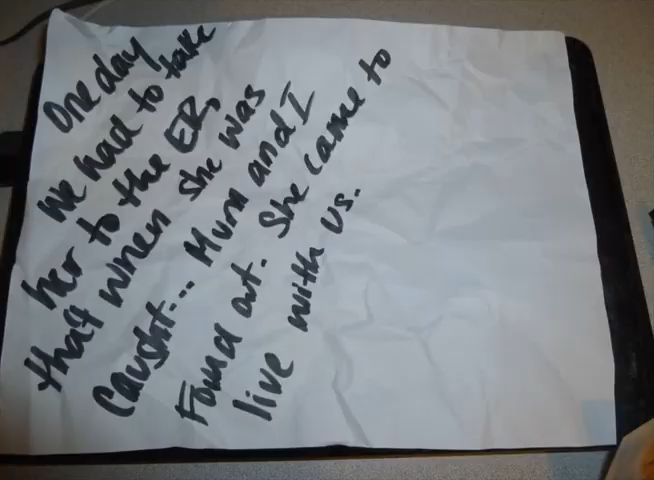 One day
We had to take
her to the ER,
that when she was
Caught... Mum and I
Found out. She came to
live with us.